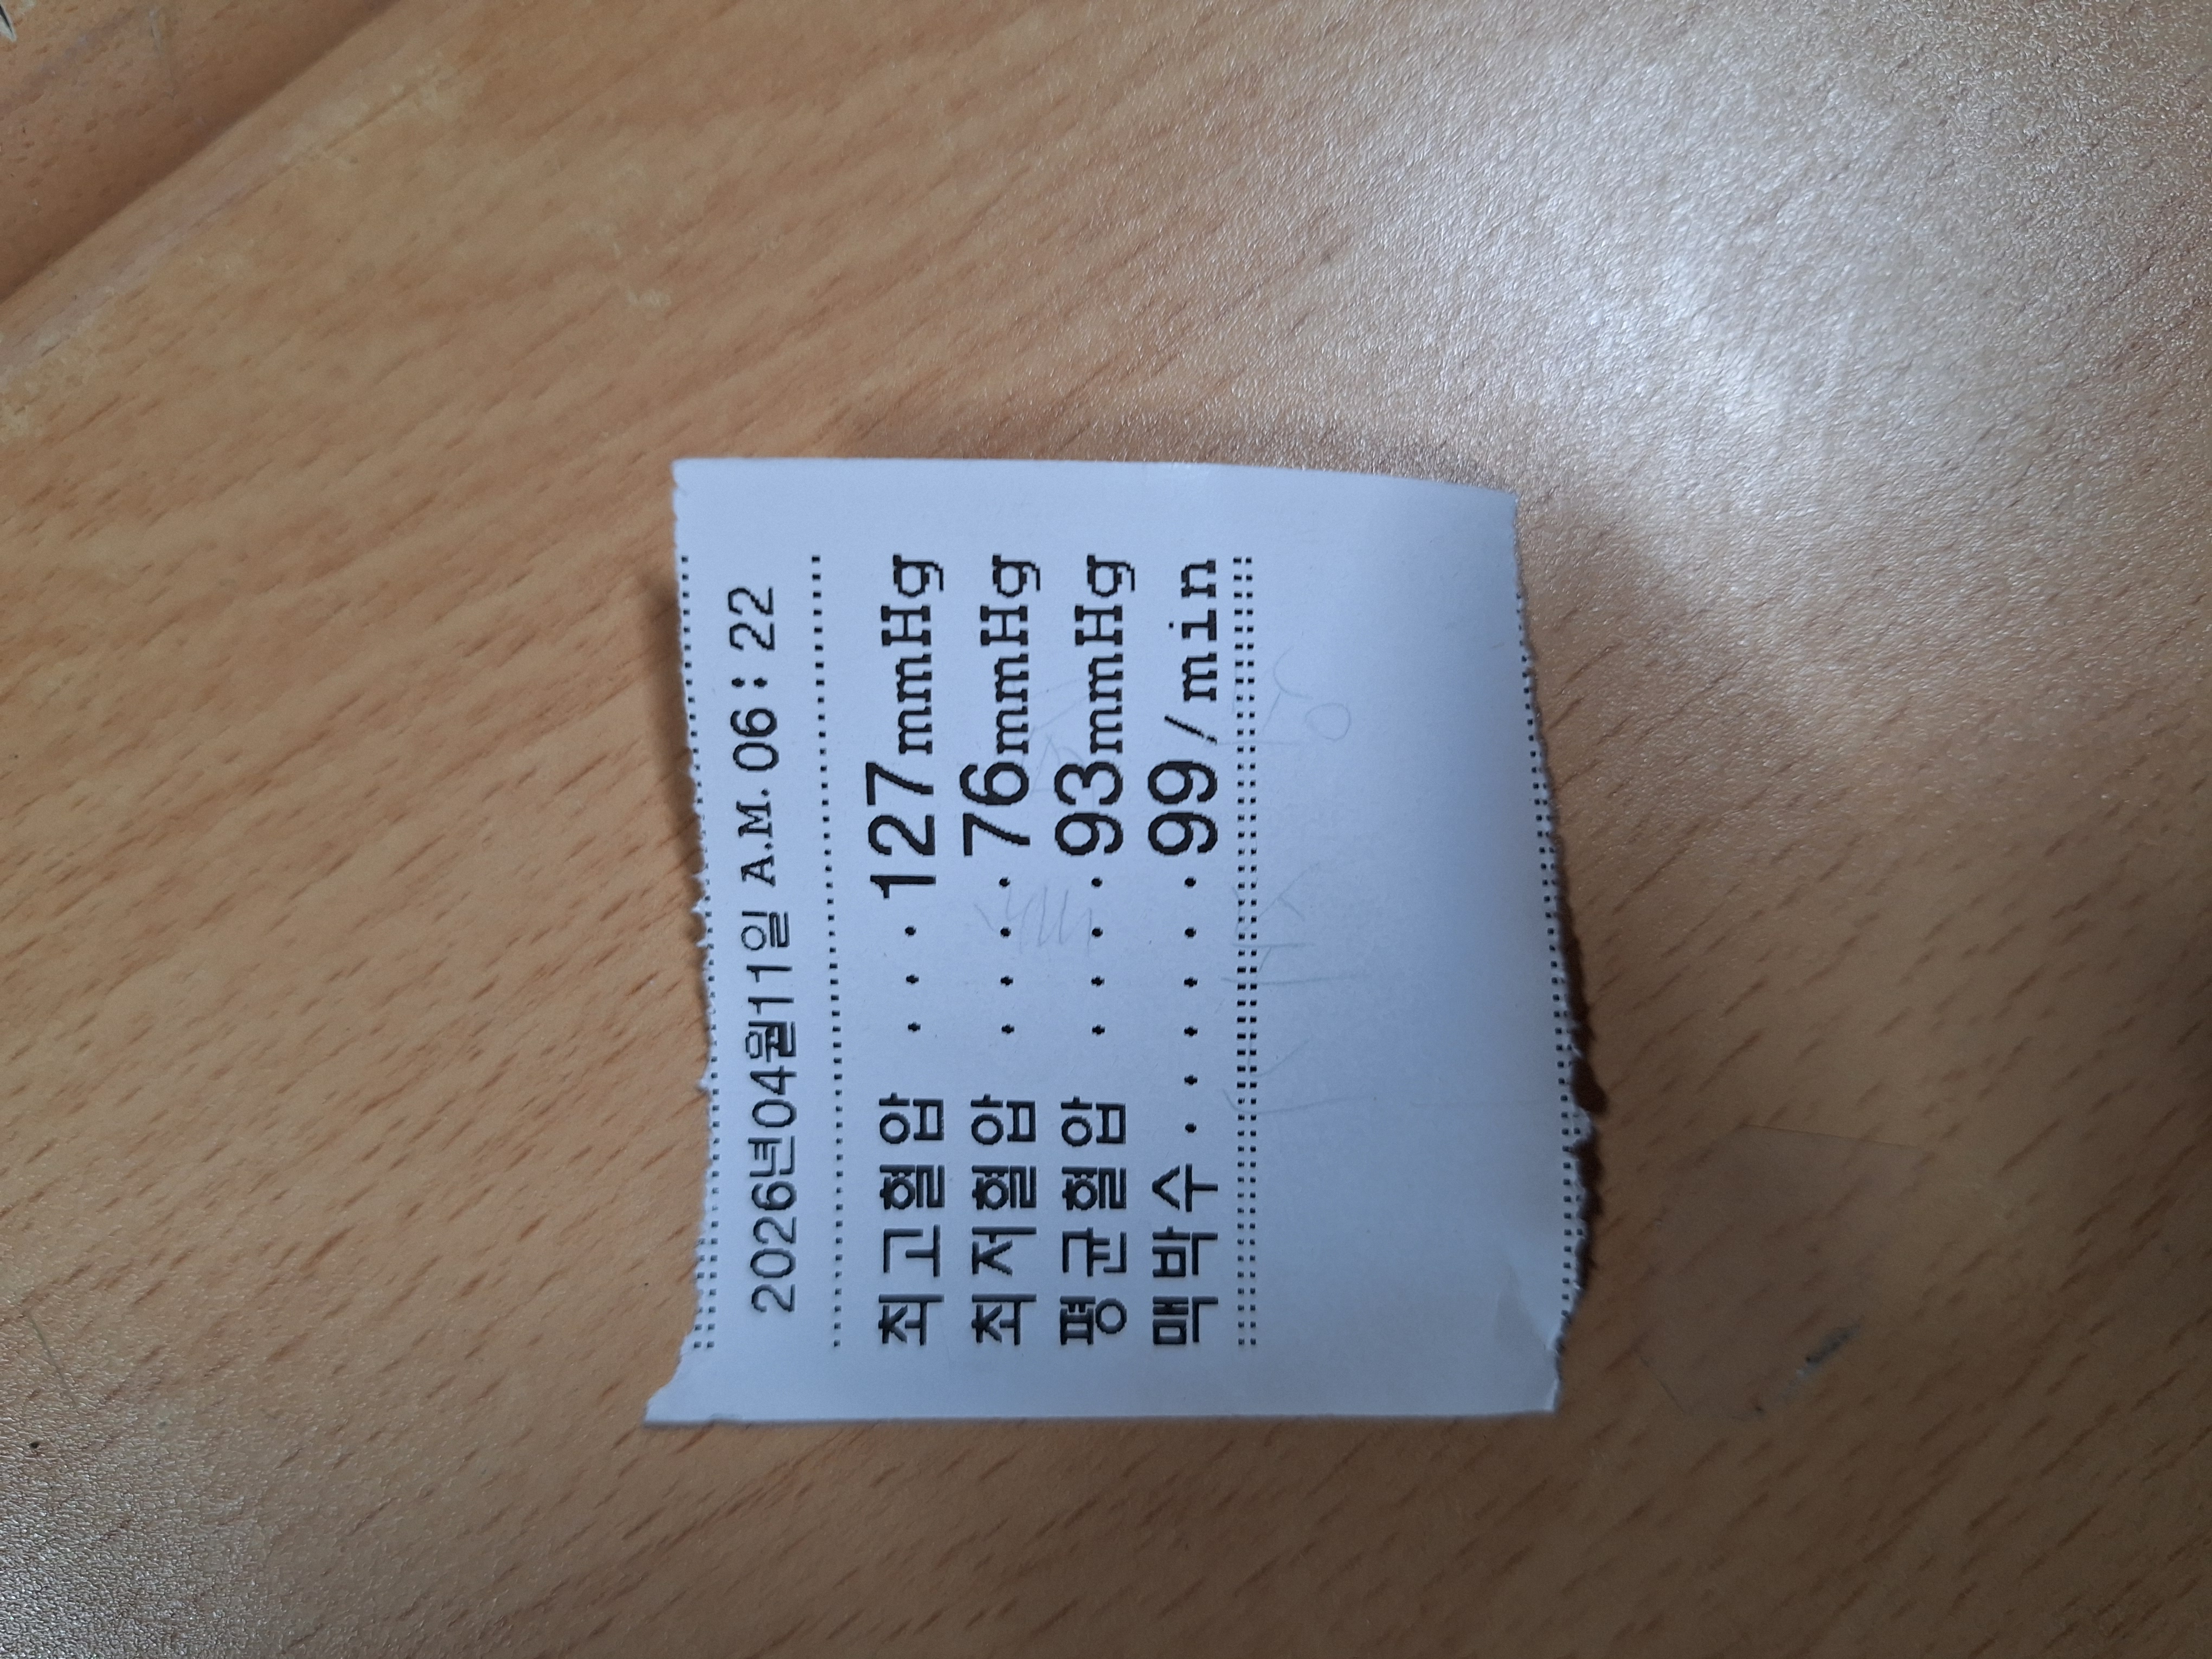 2026년04월11일 A.M.06:22
최고혈압 . . . 127mmHg
최저혈압 . . . . 76mmHg
평균혈압 . . . . 93mmHg
맥박수 . . . . . . 99/min